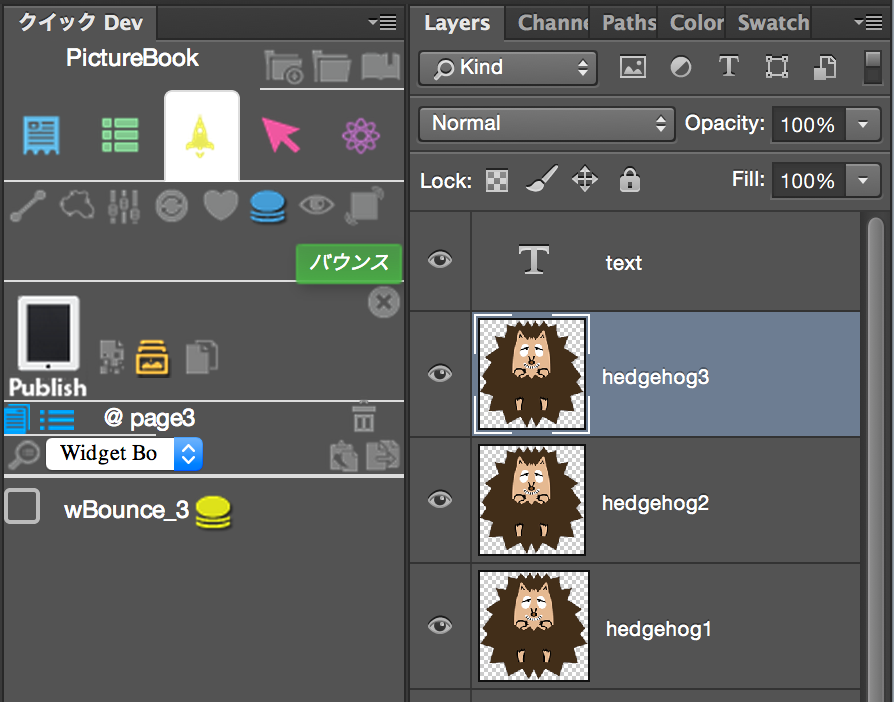 クイック Dev
PictureBook
バウンス
Publish
@ page3
Widget Bo
wBounce_3
Layers
Channe
Paths
Color
Swatch
Kind
T
Normal
Opacity: 100%
Lock:
Fill: 100%
T
text
hedgehog3
hedgehog2
hedgehog1